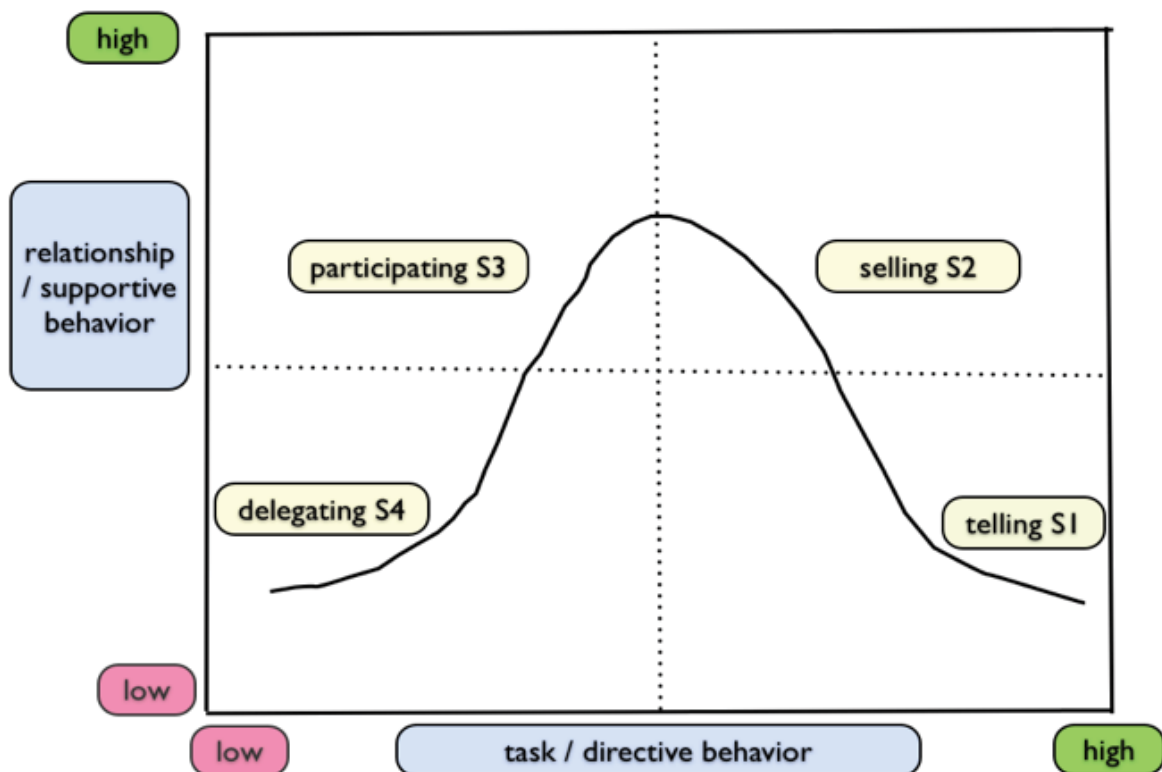 high
relationship
/ supportive
behavior
participating S3
selling S2
delegating S4
telling S1
low
low
task / directive behavior
high